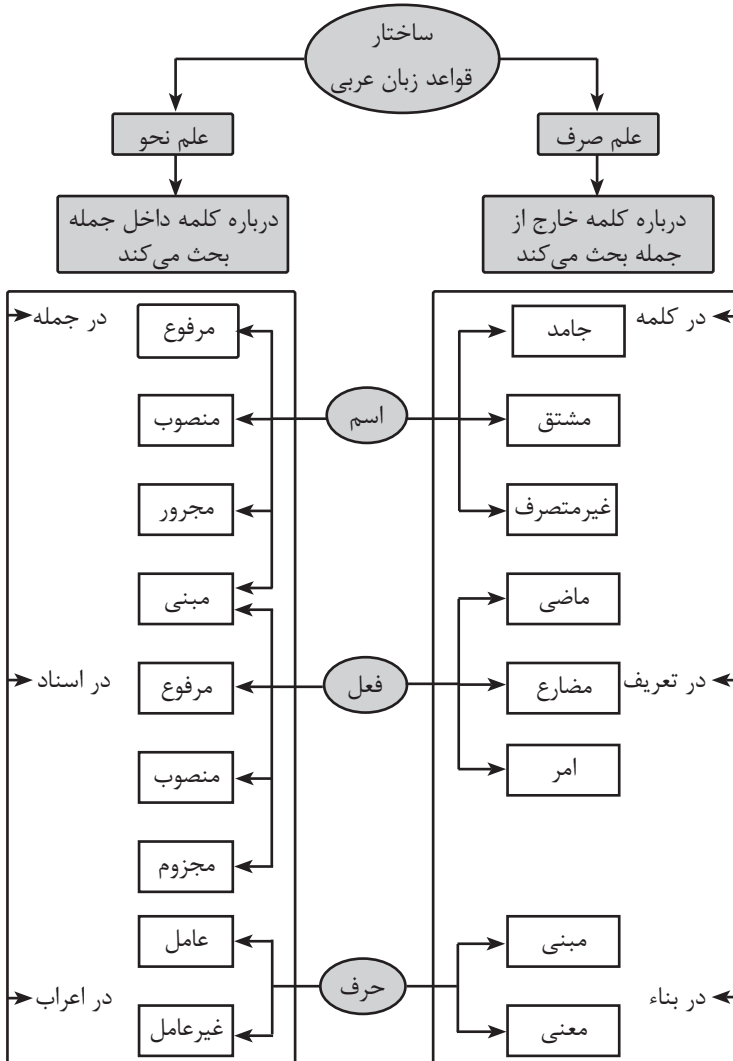 ساختار
قواعد زبان عربی
علم صرف
علم نحو
درباره کلمه خارج از
جمله بحث می‌کند
درباره کلمه داخل جمله
بحث می‌کند
در کلمه
جامد
مرفوع
در جمله
مشتق
اسم
منصوب
غیرمتصرف
مجرور
ماضی
مبنی
در تعریف
مضارع
فعل
مرفوع
در اسناد
امر
منصوب
مجزوم
مبنی
عامل
در بناء
معنی
حرف
غیرعامل
در اعراب